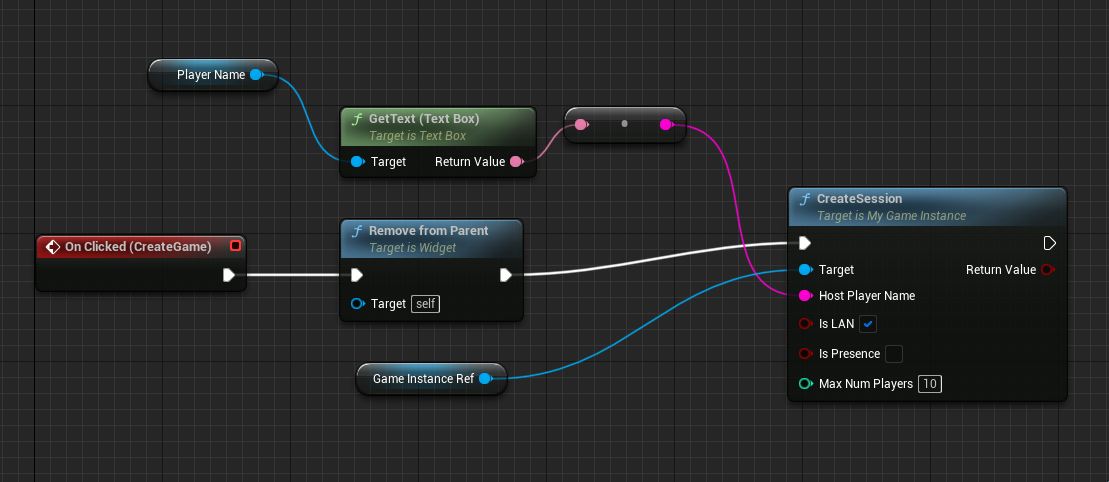 Player Name
GetText (Text Box)
Target is Text Box
Target Return Value
On Clicked (CreateGame)
Remove from Parent
Target is Widget
Target self
Game Instance Ref
CreateSession
Target is My Game Instance
Target Return Value
Host Player Name
Is LAN
Is Presence
Max Num Players 10